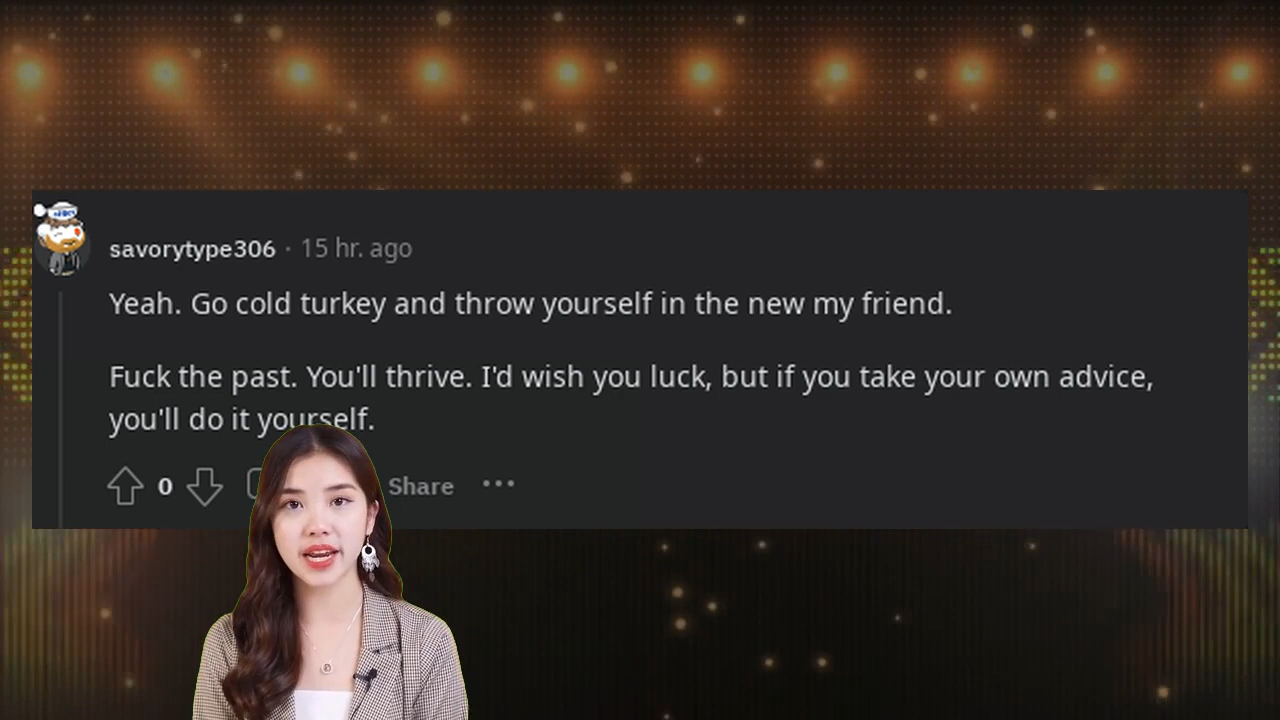 savorytype306 · 15 hr. ago
Yeah. Go cold turkey and throw yourself in the new my friend.
Fuck the past. You'll thrive. I'd wish you luck, but if you take your own advice,
you'll do it yourself.
0 Share